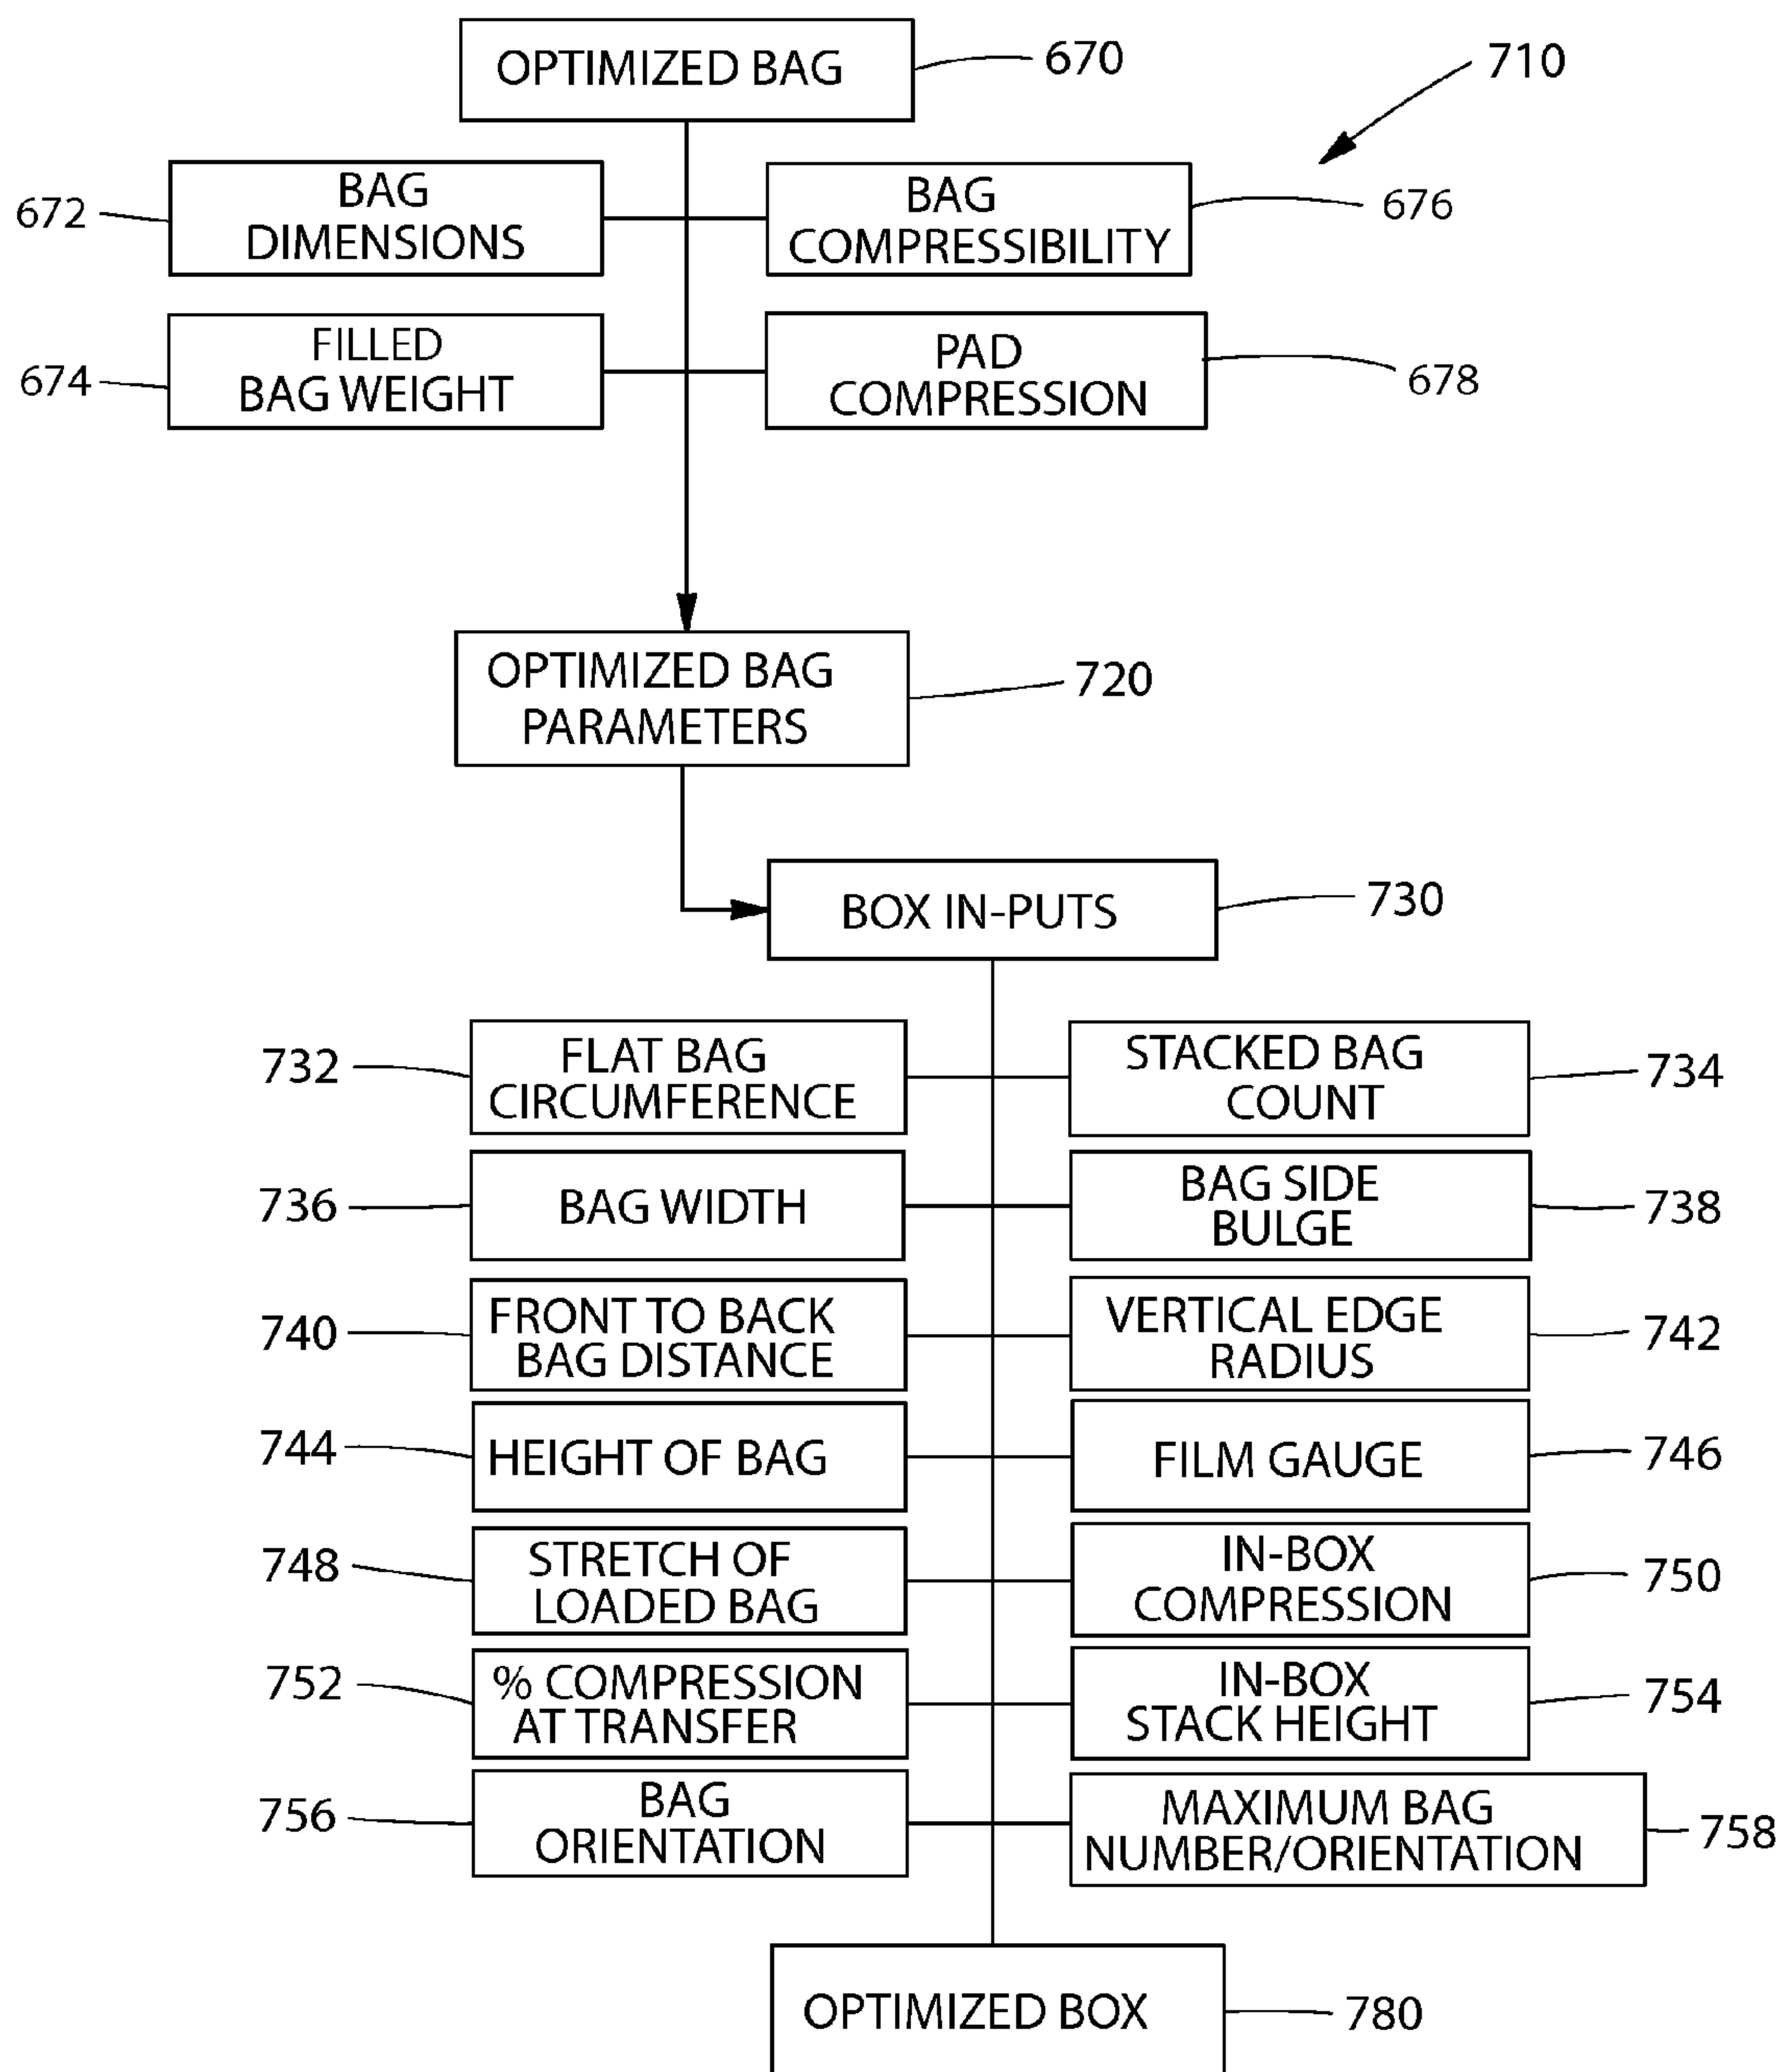 OPTIMIZED BAG
670
710
BAG
DIMENSIONS
672
BAG
COMPRESSIBILITY
676
FILLED
BAG WEIGHT
674
PAD
COMPRESSION
678
OPTIMIZED BAG
PARAMETERS
720
BOX IN-PUTS
730
732
FLAT BAG
CIRCUMFERENCE
STACKED BAG
COUNT
734
736
BAG WIDTH
BAG SIDE
BULGE
738
740
FRONT TO BACK
BAG DISTANCE
VERTICAL EDGE
RADIUS
742
744
HEIGHT OF BAG
FILM GAUGE
746
748
STRETCH OF
LOADED BAG
IN-BOX
COMPRESSION
750
752
% COMPRESSION
AT TRANSFER
IN-BOX
STACK HEIGHT
754
756
BAG
ORIENTATION
MAXIMUM BAG
NUMBER/ORIENTATION
758
OPTIMIZED BOX
780